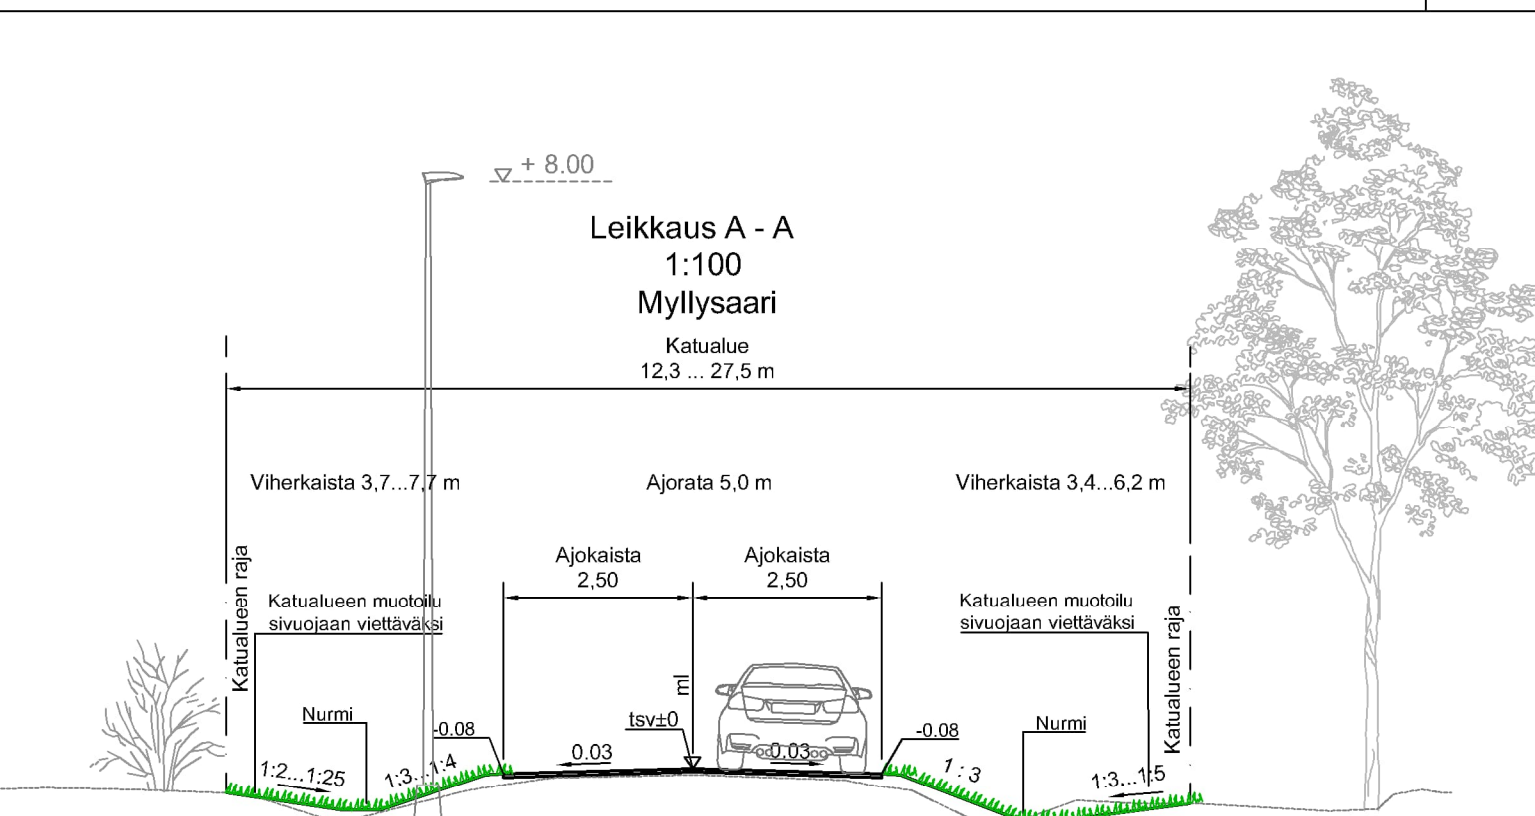 + 8.00
Leikkaus A - A
1:100
Myllysaari
Katualue
12,3 ... 27,5 m
Viherkaista 3,7...7,7 m
Ajorata 5,0 m
Viherkaista 3,4...6,2 m
Ajokaista
2,50
Ajokaista
2,50
Katualueen raja
Katualueen muotoilu
sivuojaan viettäväksi
Katualueen muotoilu
sivuojaan viettäväksi
Katualueen raja
ml
Nurmi
tsv±0
Nurmi
-0.08
-0.08
0.03
0.03
1:2...1:25
1:3...1:4
1 : 3
1:3...1:5